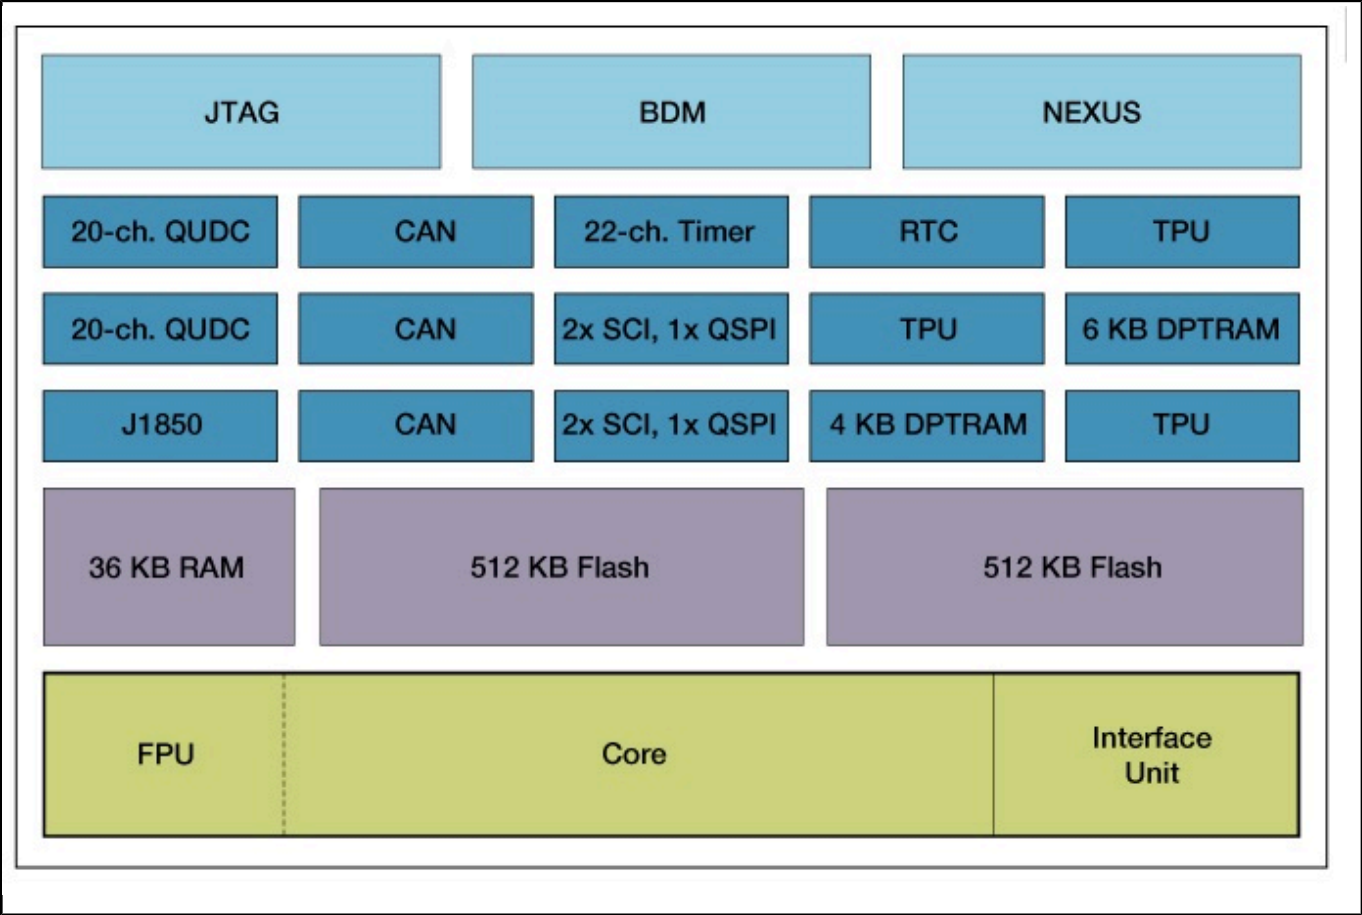 JTAG
BDM
NEXUS
20-ch. QUDC
CAN
22-ch. Timer
RTC
TPU
20-ch. QUDC
CAN
2x SCI, 1x QSPI
TPU
6 KB DPTRAM
J1850
CAN
2x SCI, 1x QSPI
4 KB DPTRAM
TPU
36 KB RAM
512 KB Flash
512 KB Flash
FPU
Core
Interface
Unit